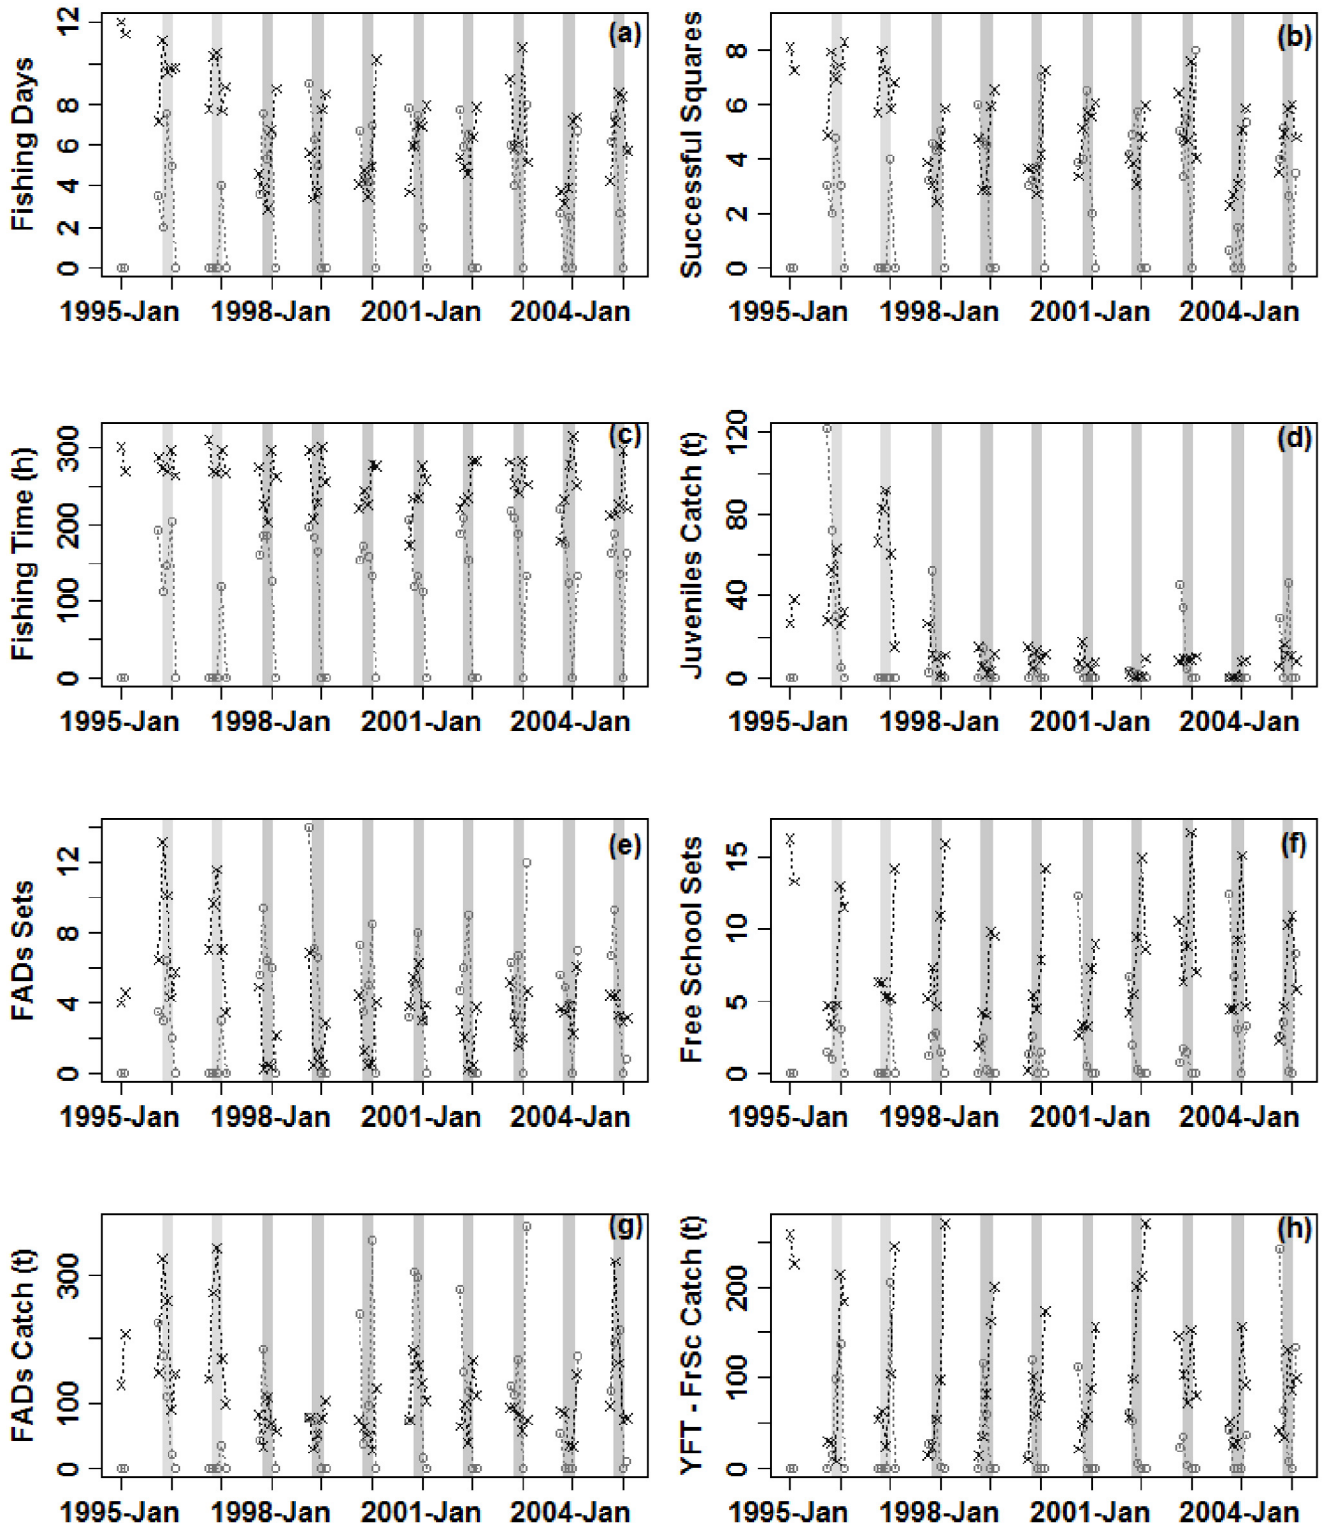 (a)
Fishing Days
12
8
6
4
2
0
1995-Jan 1998-Jan 2001-Jan 2004-Jan
(b)
Successful Squares
8
6
4
2
0
1995-Jan 1998-Jan 2001-Jan 2004-Jan
(c)
Fishing Time (h)
300
200
100
0
1995-Jan 1998-Jan 2001-Jan 2004-Jan
(d)
Juveniles Catch (t)
120
80
40
0
1995-Jan 1998-Jan 2001-Jan 2004-Jan
(e)
FADs Sets
12
8
4
0
1995-Jan 1998-Jan 2001-Jan 2004-Jan
(f)
Free School Sets
15
10
5
0
1995-Jan 1998-Jan 2001-Jan 2004-Jan
(g)
FADs Catch (t)
300
100
0
1995-Jan 1998-Jan 2001-Jan 2004-Jan
(h)
YFT - FrSc Catch (t)
200
100
0
1995-Jan 1998-Jan 2001-Jan 2004-Jan